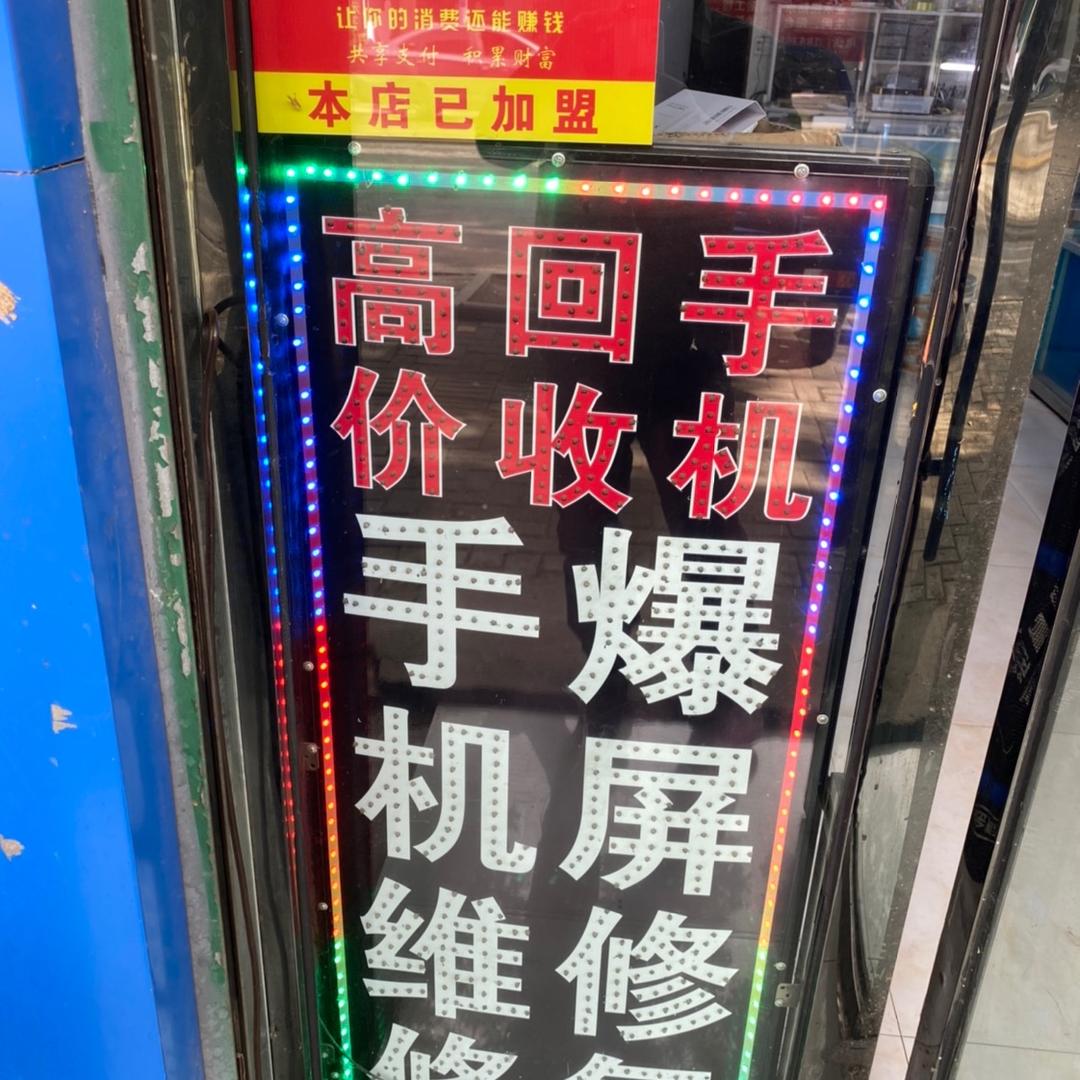 让你的消费还能赚钱
共享支付 积累财富
本店已加盟
高价
回收
手机
手机维修
爆屏修